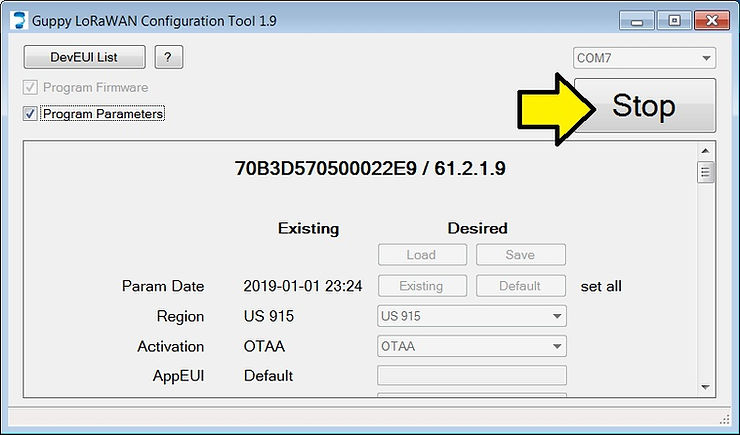 Guppy LoRaWAN Configuration Tool 1.9
DevEUI List ? COM7
Program Firmware
Program Parameters
Stop
70B3D570500022E9 / 61.2.1.9
Existing Desired
Load Save
Param Date 2019-01-01 23:24 Existing Default set all
Region US 915 US 915
Activation OTAA OTAA
AppEUI Default